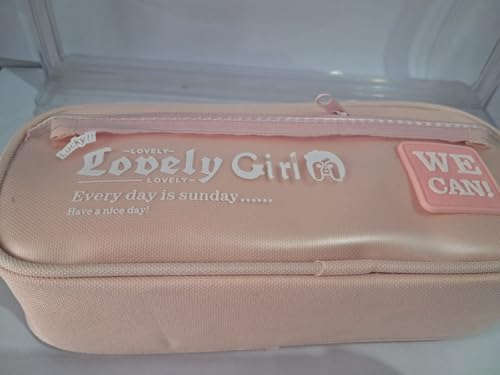 Lucky!!
LOVELY
Lovely Girl
LOVELY
Every day is sunday......
Have a nice day!
WE
CAN!